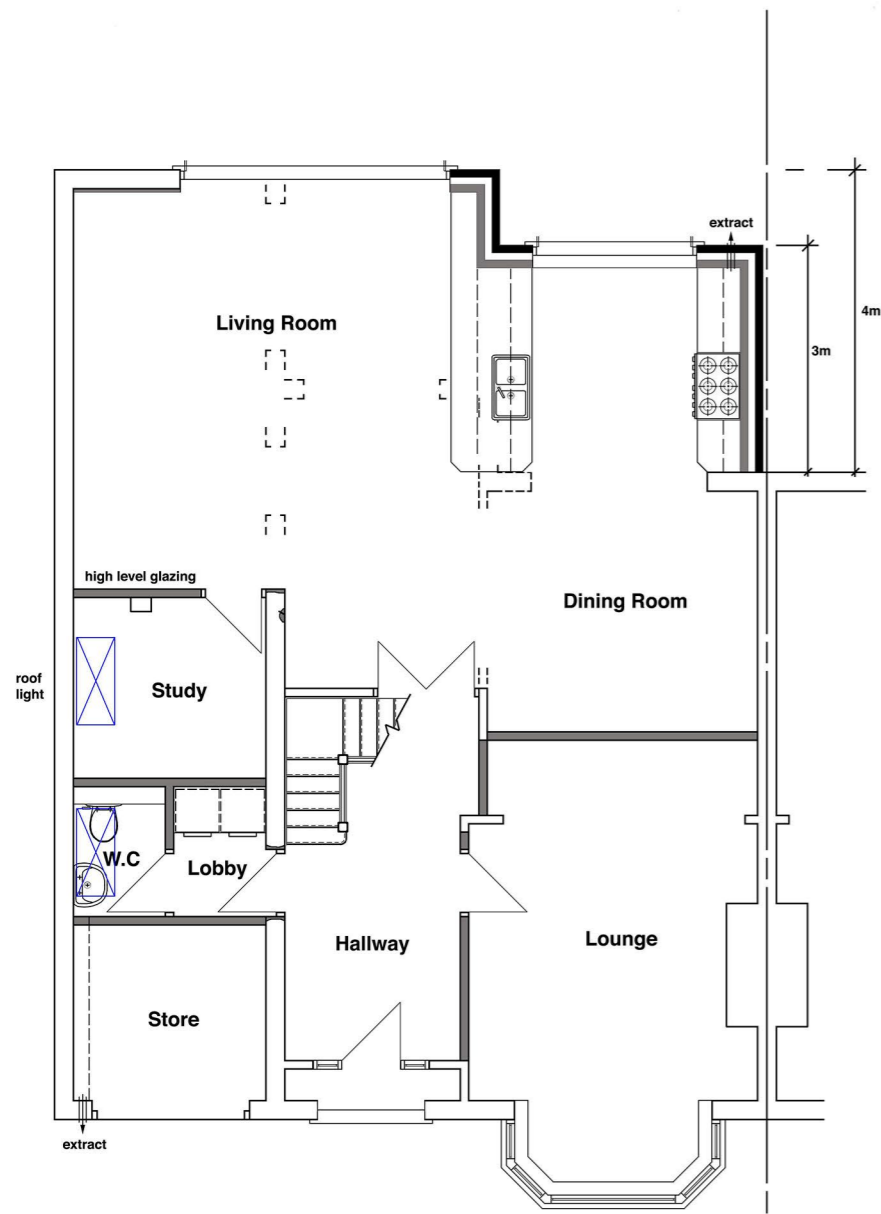 extract
4m
Living Room
3m
high level glazing
Dining Room
roof
light
Study
W.C
Lobby
Hallway
Lounge
Store
extract